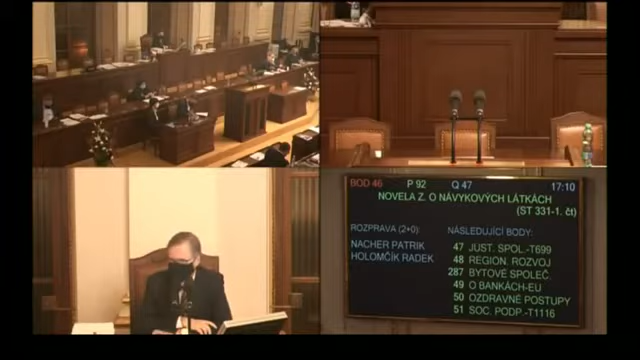 BOD 46 P 92 Q 47 17:10
NOVELA Z. O NÁVYKOVÝCH LÁTKÁCH
(ST 331-1. čt)
ROZPRAVA (2+0)
NACHER PATRIK
HOLOMČÍK RADEK
NÁSLEDUJÍCÍ BODY:
47 JUST. SPOL.-T699
48 REGION. ROZVOJ
287 BYTOVÉ SPOLEČ.
49 O BANKÁCH-EU
50 OZDRAVNÉ POSTUPY
51 SOC. PODP.-T1116